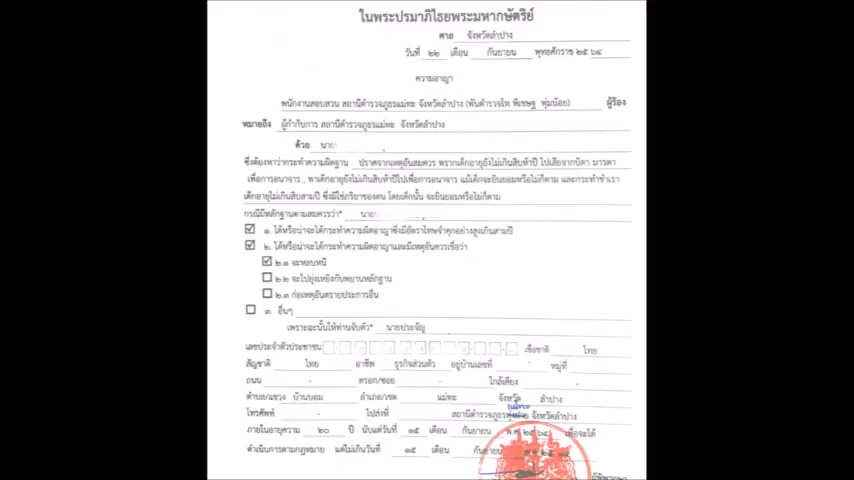 ในพระปรมาภิไธยพระมหากษัตริย์
ศาล จังหวัดลำปาง
วันที่ ๒๒ เดือน กันยายน พุทธศักราช ๒๕๖๔
ความอาญา
พนักงานสอบสวน สถานีตำรวจภูธรแม่ทะ จังหวัดลำปาง (พันตำรวจโท พิเชษฐ พุ่มน้อย) ผู้ร้อง
หมายถึง ผู้กำกับการ สถานีตำรวจภูธรแม่ทะ จังหวัดลำปาง
ด้วย นาย
ซึ่งต้องหาว่ากระทำความผิดฐาน ปราศจากเหตุอันสมควร พรากเด็กอายุยังไม่เกินสิบห้าปี ไปเสียจากบิดา มารดา
เพื่อการอนาจาร , พาเด็กอายุยังไม่เกินสิบห้าปีไปเพื่อการอนาจาร แม้เด็กจะยินยอมหรือไม่ก็ตาม และกระทำชำเรา
เด็กอายุไม่เกินสิบสามปี ซึ่งมิใช่ภริยาของตน โดยเด็กนั้น จะยินยอมหรือไม่ก็ตาม
กรณีมีหลักฐานตามสมควรว่า* นาย
๑. ได้หรือน่าจะได้กระทำความผิดอาญาซึ่งมีอัตราโทษจำคุกอย่างสูงเกินสามปี
๒. ได้หรือน่าจะได้กระทำความผิดอาญาและมีเหตุอันควรเชื่อว่า
๒.๑ จะหลบหนี
๒.๒ จะไปยุ่งเหยิงกับพยานหลักฐาน
๒.๓ ก่อเหตุอันตรายประการอื่น
๓. อื่นๆ
เพราะฉะนั้นให้ท่านจับตัว* นายประจัญ
เลขประจำตัวประชาชน เชื้อชาติ ไทย
สัญชาติ ไทย อาชีพ ธุรกิจส่วนตัว อยู่บ้านเลขที่ - หมู่ที่
ถนน - ตรอก/ซอย - ใกล้เคียง -
ตำบล/แขวง บ้านบอม อำเภอ/เขต แม่ทะ จังหวัด ลำปาง
โทรศัพท์ - ไปส่งที่ สถานีตำรวจภูธร จังหวัดลำปาง
ภายในอายุความ ๒๐ ปี นับแต่วันที่ ๑๕ เดือน กันยายน พ.ศ. ๒๕๖๔ เพื่อจะได้
ดำเนินการตามกฎหมาย แต่ไม่เกินวันที่ ๑๕ เดือน กันยายน
ผู้พิพากษา